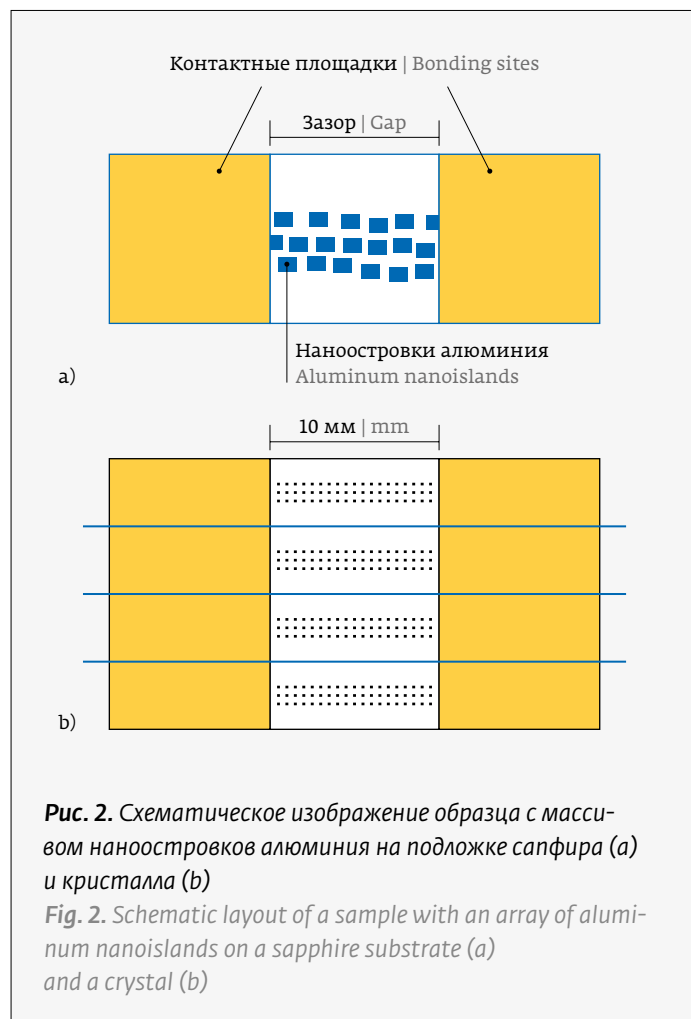 Контактные площадки | Bonding sites
Зазор | Gap
Наноостровки алюминия
Aluminum nanoislands
a)
10 мм | mm
b)
Рис. 2. Схематическое изображение образца с масси-
вом наноостровков алюминия на подложке сапфира (a)
и кристалла (b)
Fig. 2. Schematic layout of a sample with an array of alumi-
num nanoislands on a sapphire substrate (a)
and a crystal (b)